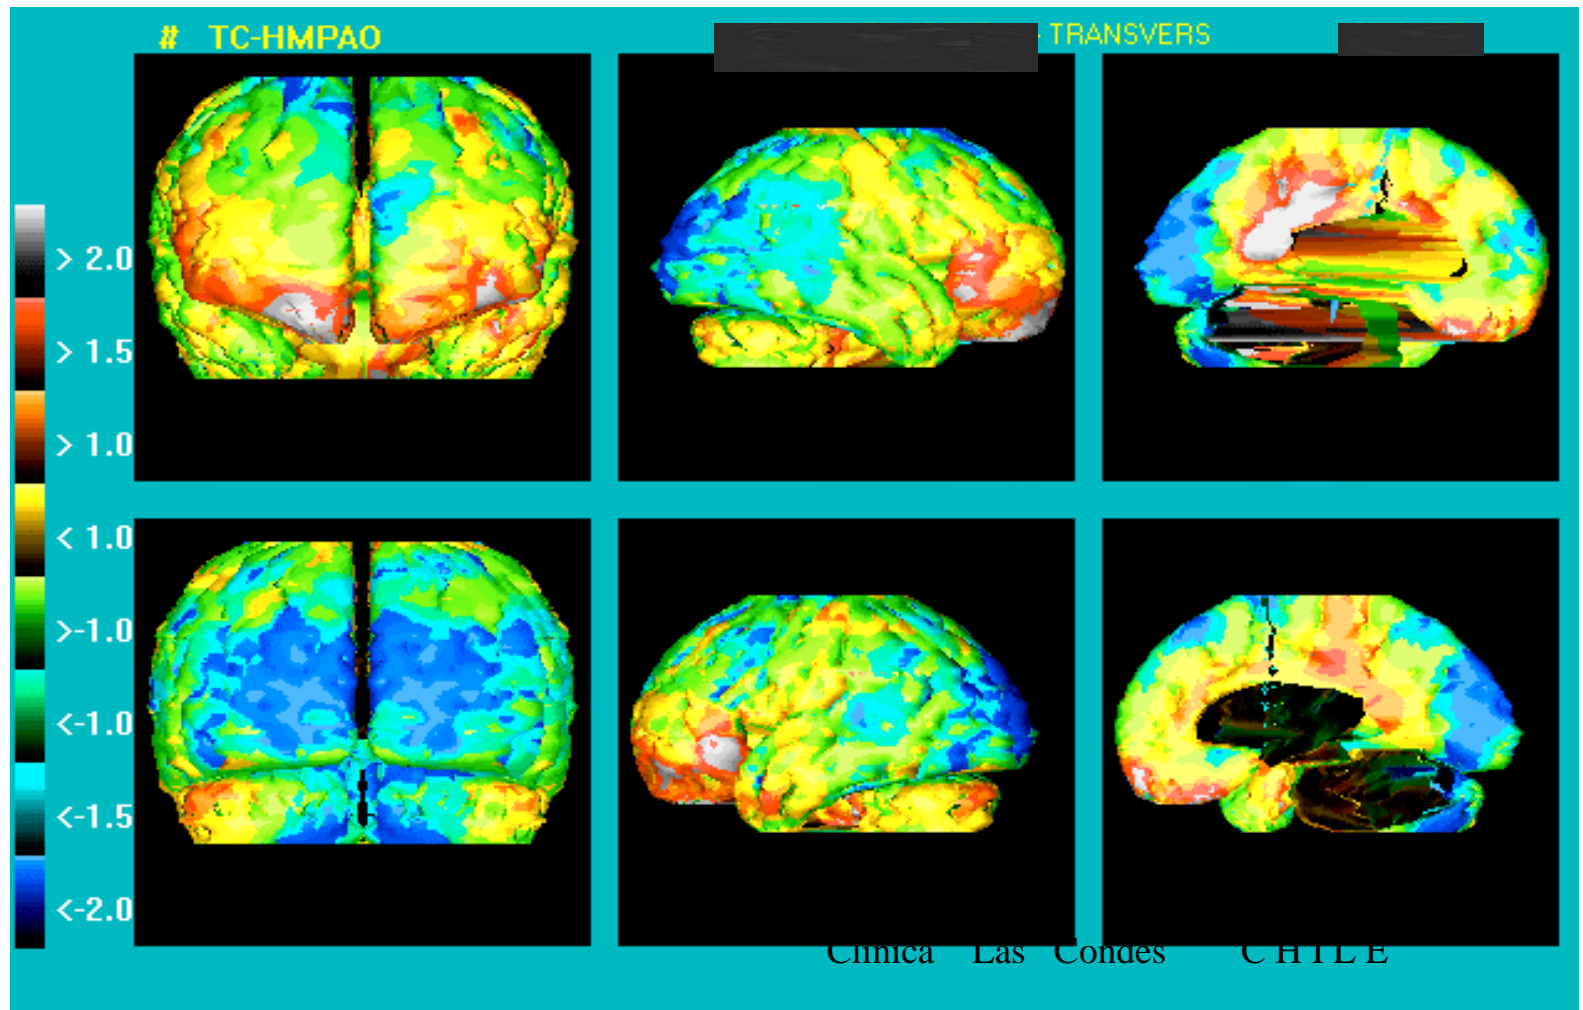 # TC-HMPAO
- TRANSVERS
> 2.0
> 1.5
> 1.0
< 1.0
>-1.0
<-1.0
<-1.5
<-2.0
Clinica Las Condes CHILE